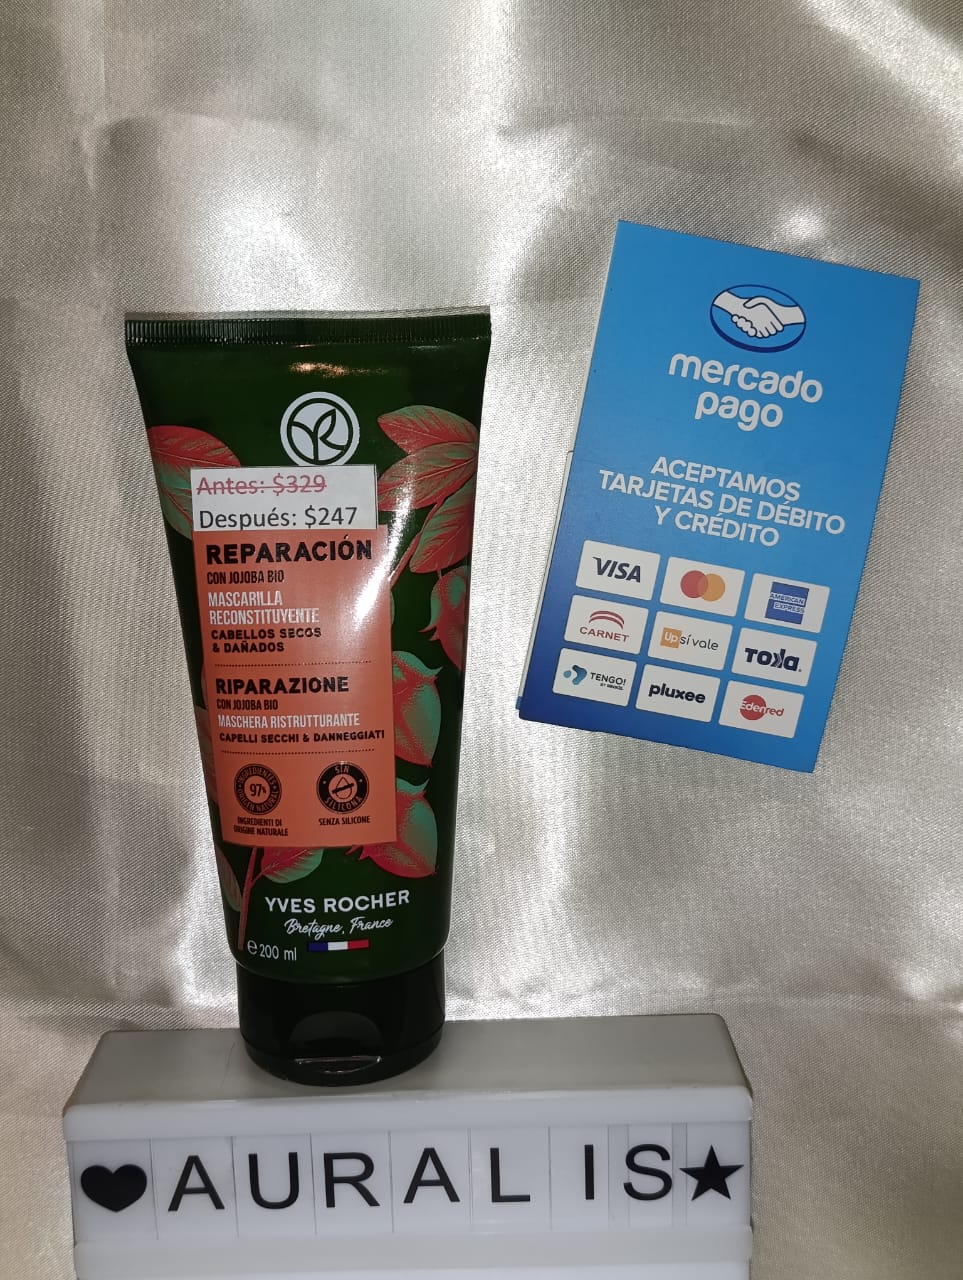 Antes: $329
Después: $247
REPARACIÓN
CON JOJOBA BIO
MASCARILLA
RECONSTITUYENTE
CABELLOS SECOS
& DAÑADOS
RIPARAZIONE
CON JOJOBA BIO
MASCHERA RISTRUTTURANTE
CAPELLI SECCHI & DANNEGGIATI
97%
INGREDIENTI DI
ORIGINE NATURALE
SIN
SILICONA
SENZA SILICONE
YVES ROCHER
Bretagne, France
e 200 ml
mercado
pago
ACEPTAMOS
TARJETAS DE DÉBITO
Y CRÉDITO
VISA
AMERICAN
EXPRESS
CARNET
Up sí vale
TOKA
TENGO!
pluxee
Edenred
♥AURALIS★